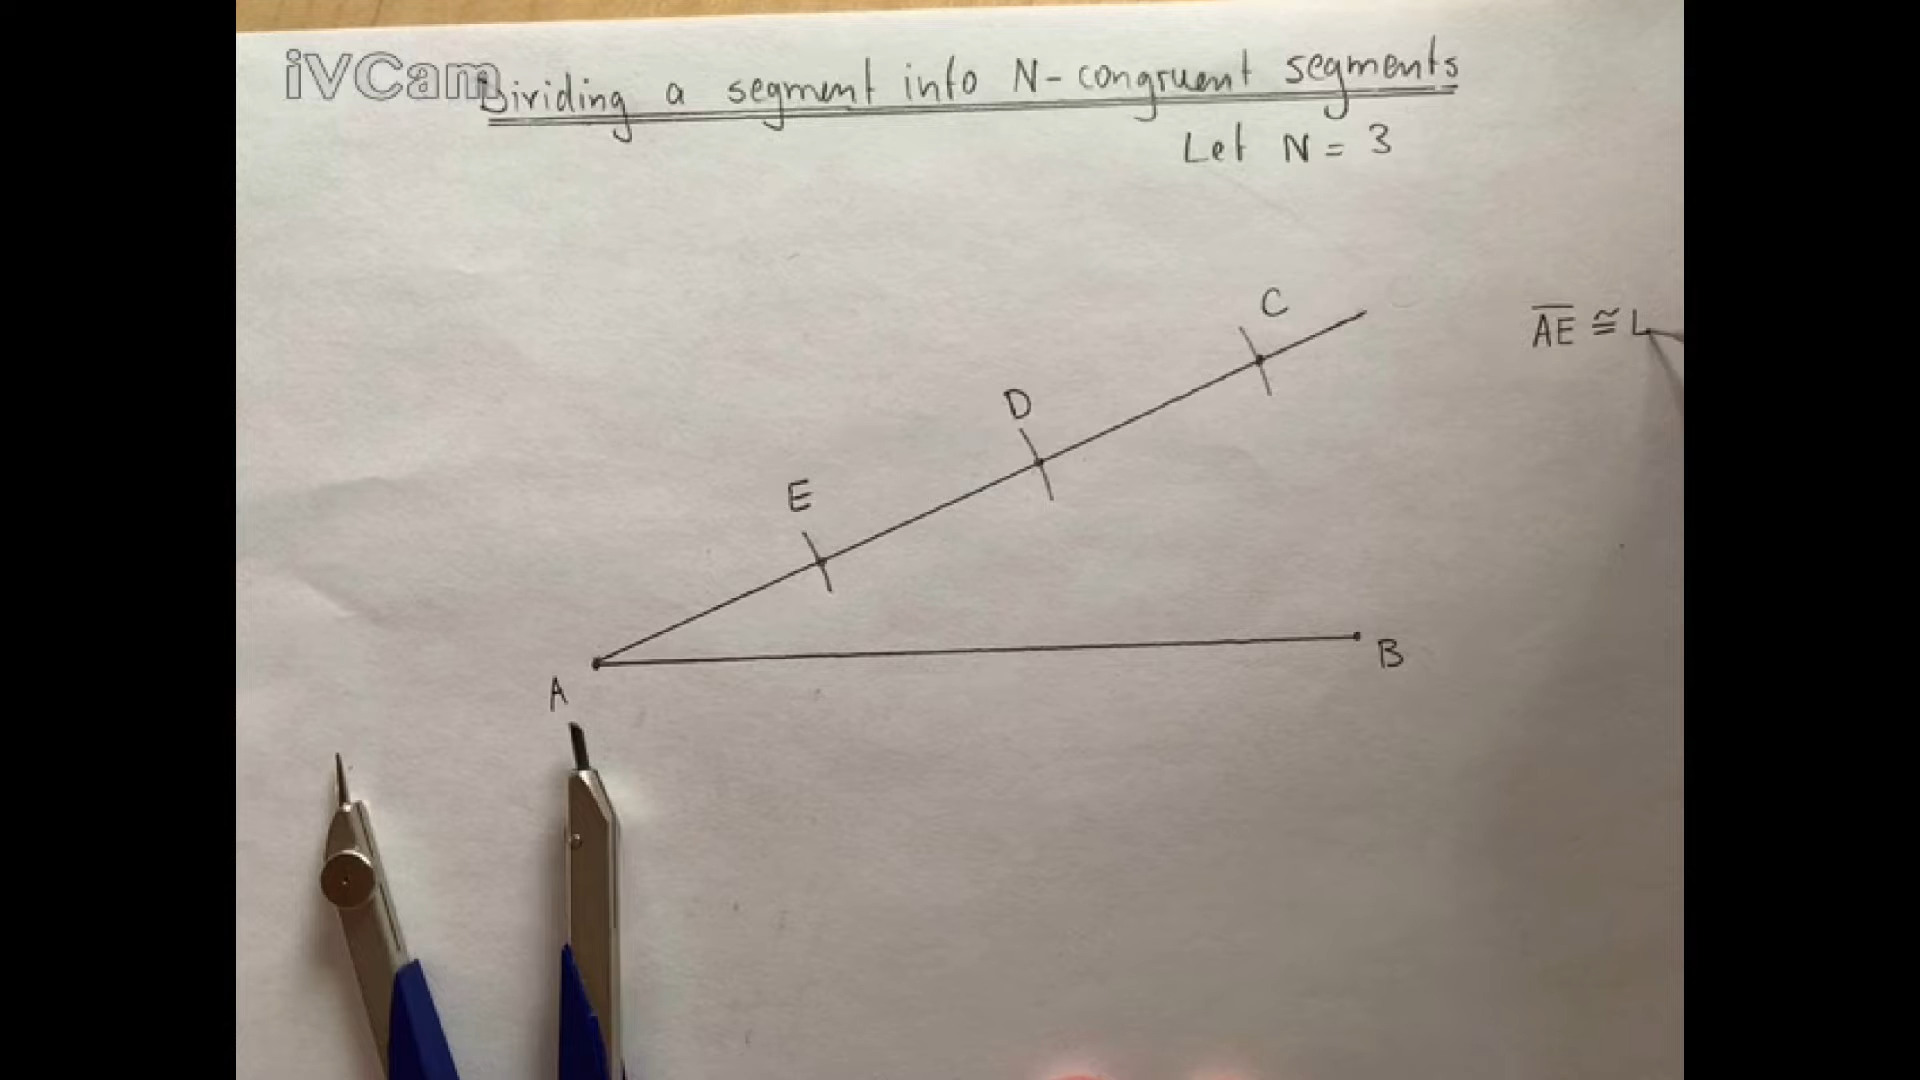 iVCam
Dividing a segment into N-congruent segments
Let N = 3
C
AE ≅
D
E
B
A